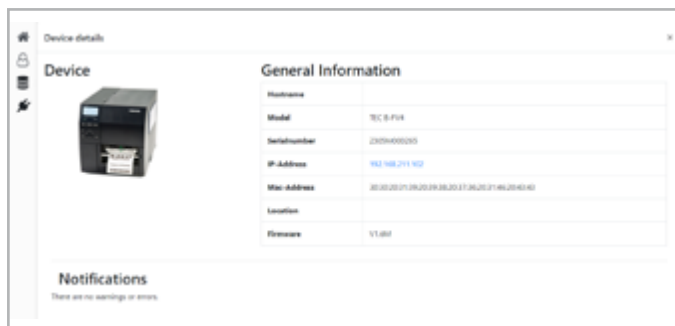 Device details
Device
General Information
Hostname
Model TEC B-FV4
Serialnumber
IP-Address 192.168.211.102
Mac-Address
Location
Firmware
Notifications
There are no warnings or errors.